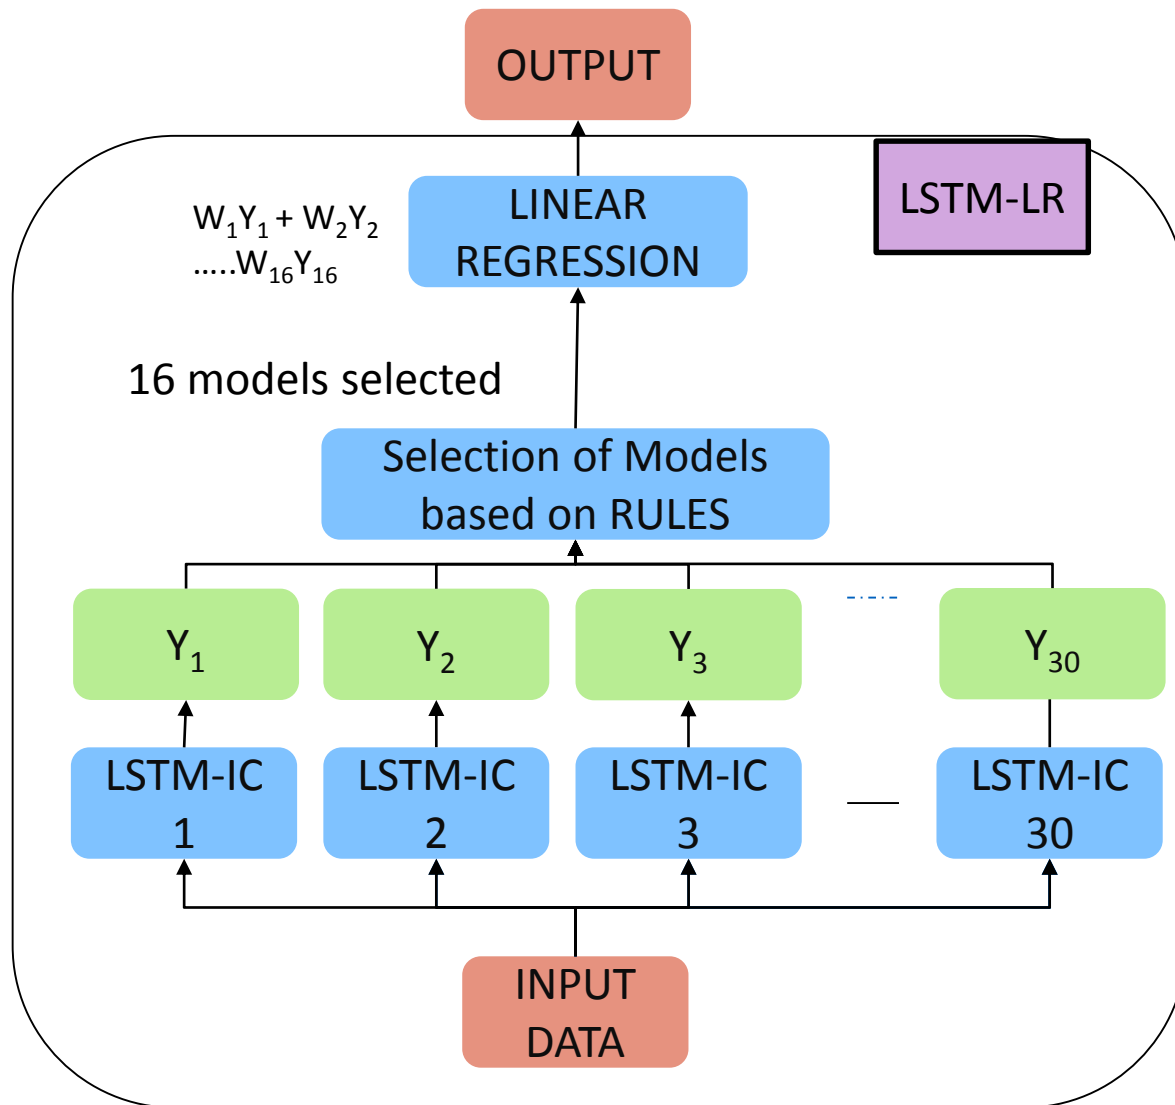 OUTPUT
LSTM-LR
LINEAR
REGRESSION
W₁Y₁ + W₂Y₂
.....W₁₆Y₁₆
16 models selected
Selection of Models
based on RULES
Y₁
Y₂
Y₃
Y₃₀
LSTM-IC
1
LSTM-IC
2
LSTM-IC
3
LSTM-IC
30
INPUT
DATA